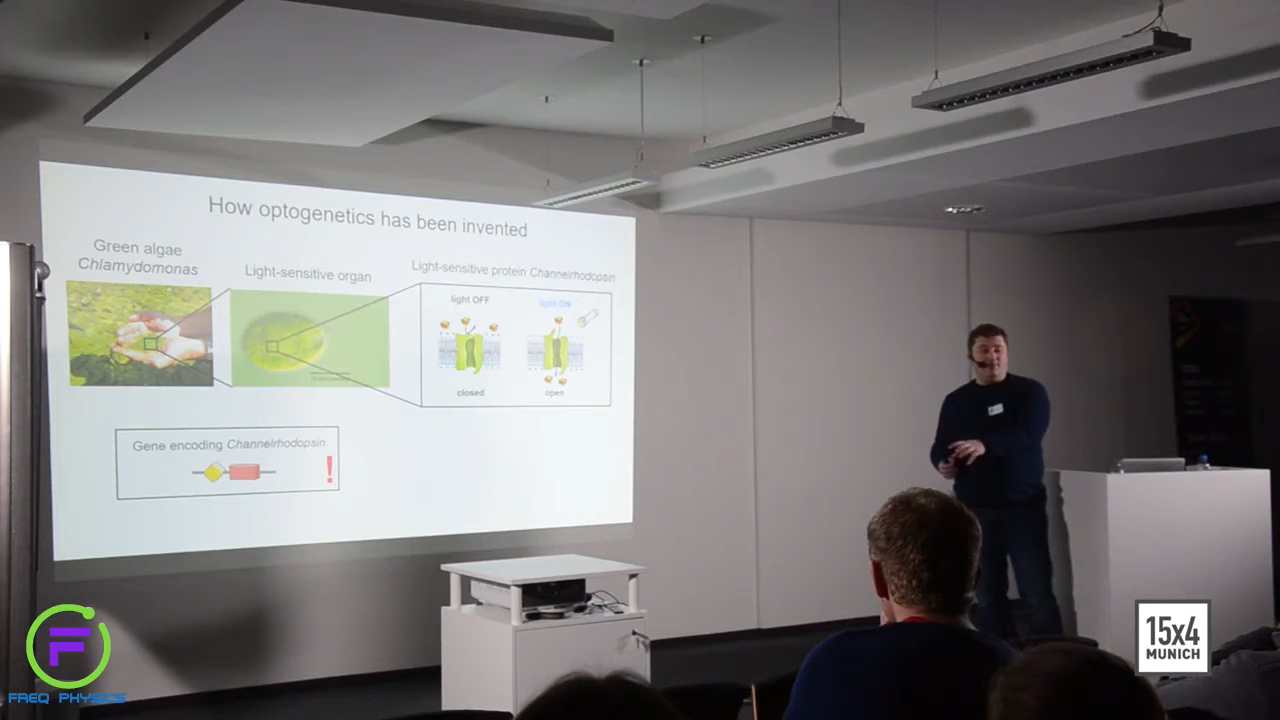 How optogenetics has been invented
Green algae
Chlamydomonas
Light-sensitive organ
Light-sensitive protein Channelrhodopsin
light OFF
light ON
closed
open
Gene encoding Channelrhodopsin
!
FREQ PHYSICS
15x4
MUNICH